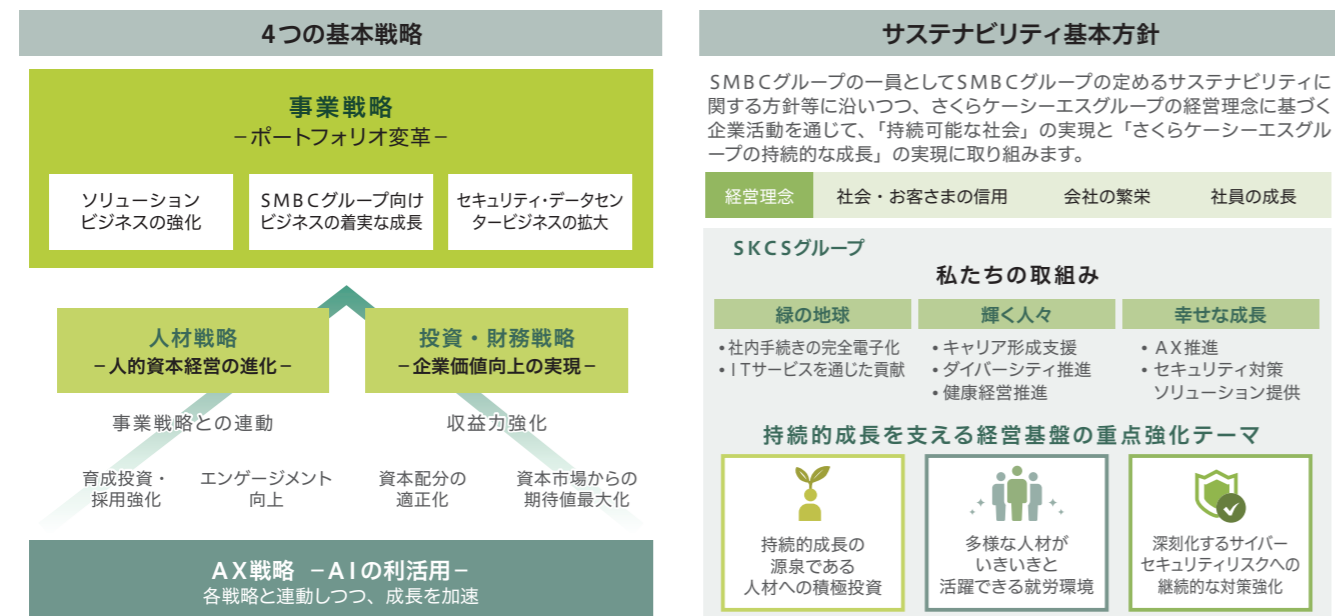 4つの基本戦略
事業戦略
－ポートフォリオ変革－
ソリューション
ビジネスの強化
SMBCグループ向け
ビジネスの着実な成長
セキュリティ・データセン
タービジネスの拡大
人材戦略
－人的資本経営の進化－
投資・財務戦略
－企業価値向上の実現－
事業戦略との連動
収益力強化
育成投資・
採用強化
エンゲージメント
向上
資本配分の
適正化
資本市場からの
期待値最大化
AX戦略 －AIの利活用－
各戦略と連動しつつ、成長を加速
サステナビリティ基本方針
SMBCグループの一員としてSMBCグループの定めるサステナビリティに
関する方針等に沿いつつ、さくらケーシーエスグループの経営理念に基づく
企業活動を通じて、「持続可能な社会」の実現と「さくらケーシーエスグル
ープの持続的な成長」の実現に取り組みます。
経営理念 社会・お客さまの信用 会社の繁栄 社員の成長
SKCSグループ
私たちの取組み
緑の地球
•社内手続きの完全電子化
•ITサービスを通じた貢献
輝く人々
•キャリア形成支援
•ダイバーシティ推進
•健康経営推進
幸せな成長
•AX推進
•セキュリティ対策
ソリューション提供
持続的成長を支える経営基盤の重点強化テーマ
持続的成長の
源泉である
人材への積極投資
多様な人材が
いきいきと
活躍できる就労環境
深刻化するサイバー
セキュリティリスクへの
継続的な対策強化